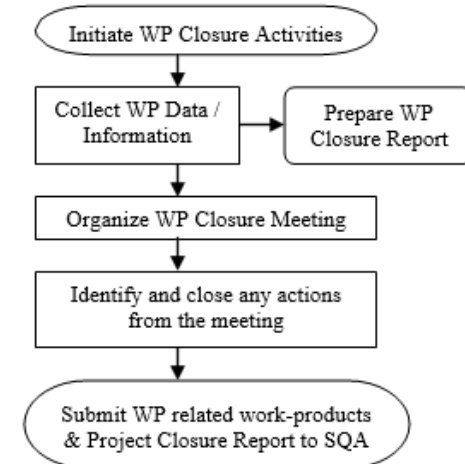 Initiate WP Closure Activities
Collect WP Data /
Information
Prepare WP
Closure Report
Organize WP Closure Meeting
Identify and close any actions
from the meeting
Submit WP related work-products
& Project Closure Report to SQA